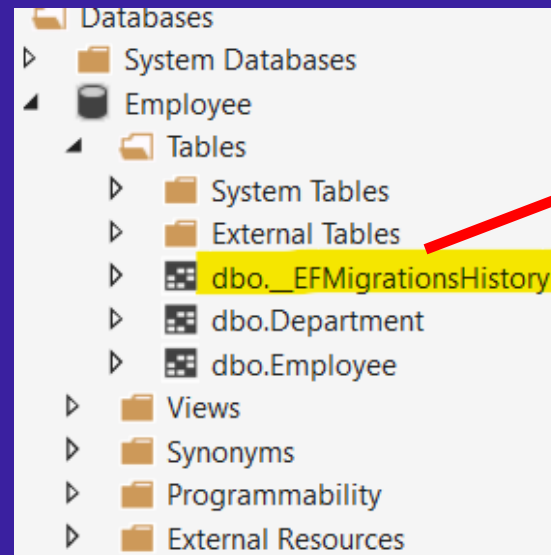 Databases
System Databases
Employee
Tables
System Tables
External Tables
dbo.__EFMigrationsHistory
dbo.Department
dbo.Employee
Views
Synonyms
Programmability
External Resources